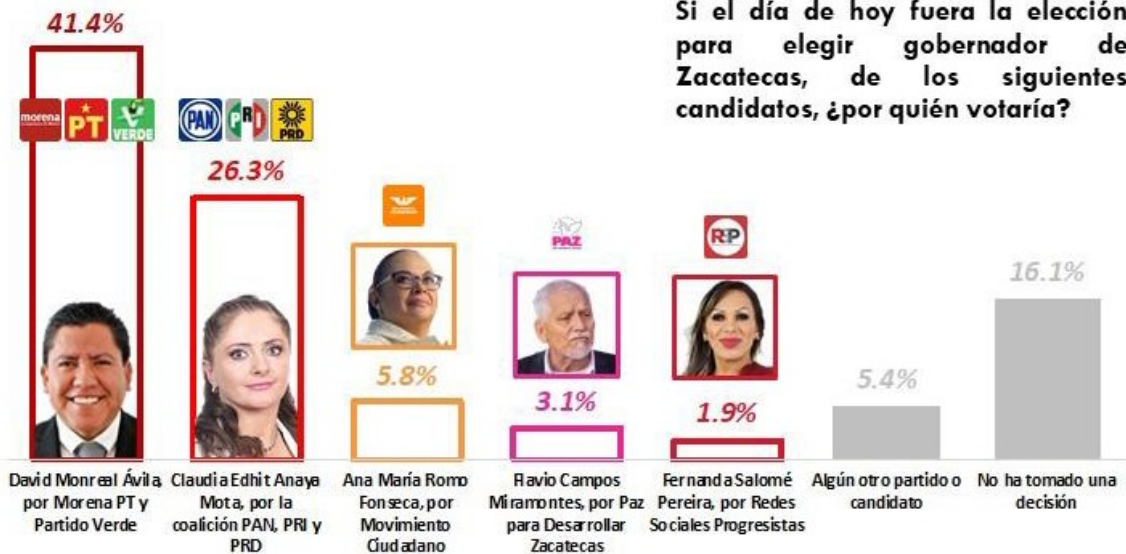 Si el día de hoy fuera la elección
para elegir gobernador de
Zacatecas, de los siguientes
candidatos, ¿por quién votaría?
41.4%
morena
PT
VERDE
PAN
PRI
PRD
26.3%
5.8%
PAZ
3.1%
RSP
1.9%
5.4%
16.1%
David Monreal Ávila,
por Morena PT y
Partido Verde
Claudia Edhit Anaya
Mota, por la
coalición PAN, PRI y
PRD
Ana María Romo
Fonseca, por
Movimiento
Ciudadano
Flavio Campos
Miramontes, por Paz
para Desarrollar
Zacatecas
Fernanda Salomé
Pereira, por Redes
Sociales Progresistas
Algún otro partido o
candidato
No ha tomado una
decisión